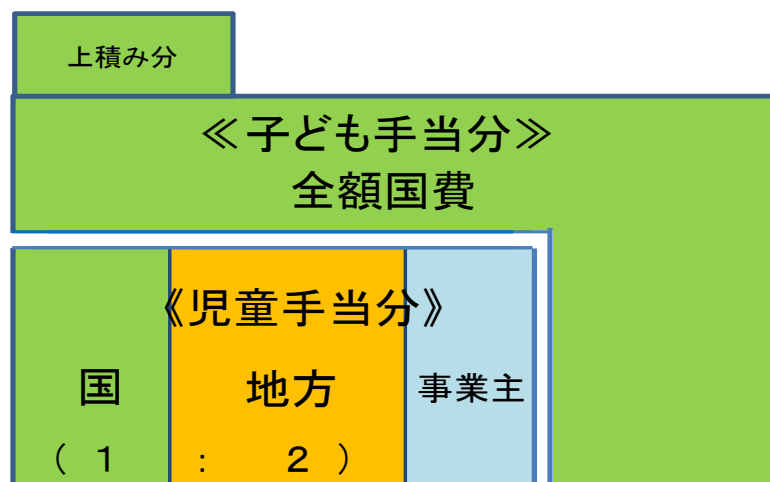 上積み分
≪子ども手当分≫
全額国費
《児童手当分》
国 地方 事業主
（ １ ： ２ ）